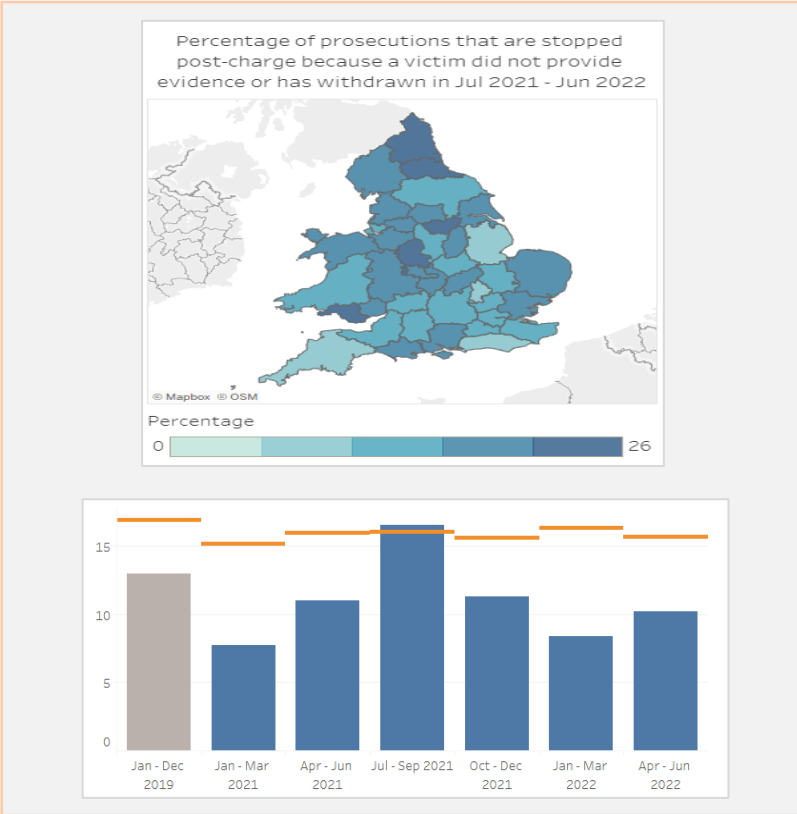 Percentage of prosecutions that are stopped
post-charge because a victim did not provide
evidence or has withdrawn in Jul 2021 - Jun 2022
© Mapbox © OSM
Percentage
0 26
15
10
5
0
Jan - Dec Jan - Mar Apr - Jun Jul - Sep 2021 Oct - Dec Jan - Mar Apr - Jun
2019 2021 2021 2021 2022 2022